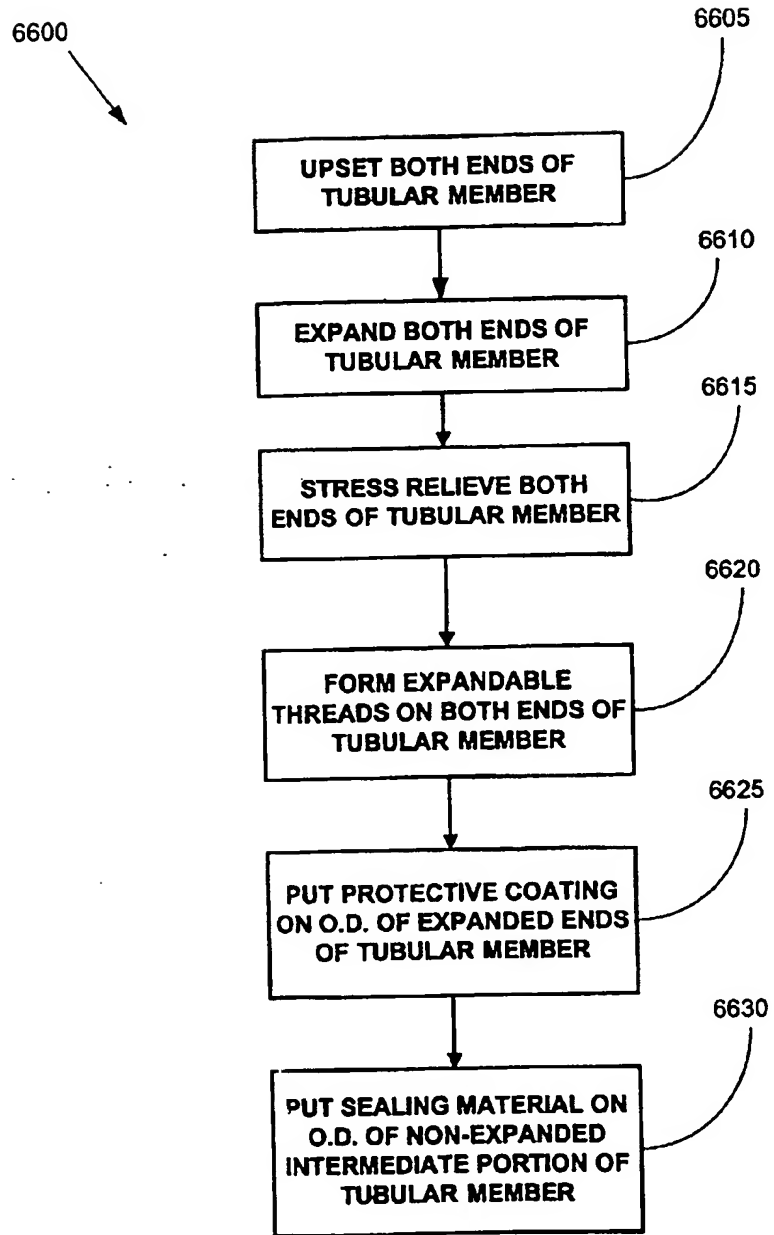 6600
6605
UPSET BOTH ENDS OF
TUBULAR MEMBER
6610
EXPAND BOTH ENDS OF
TUBULAR MEMBER
6615
STRESS RELIEVE BOTH
ENDS OF TUBULAR MEMBER
6620
FORM EXPANDABLE
THREADS ON BOTH ENDS OF
TUBULAR MEMBER
6625
PUT PROTECTIVE COATING
ON O.D. OF EXPANDED ENDS
OF TUBULAR MEMBER
6630
PUT SEALING MATERIAL ON
O.D. OF NON-EXPANDED
INTERMEDIATE PORTION OF
TUBULAR MEMBER